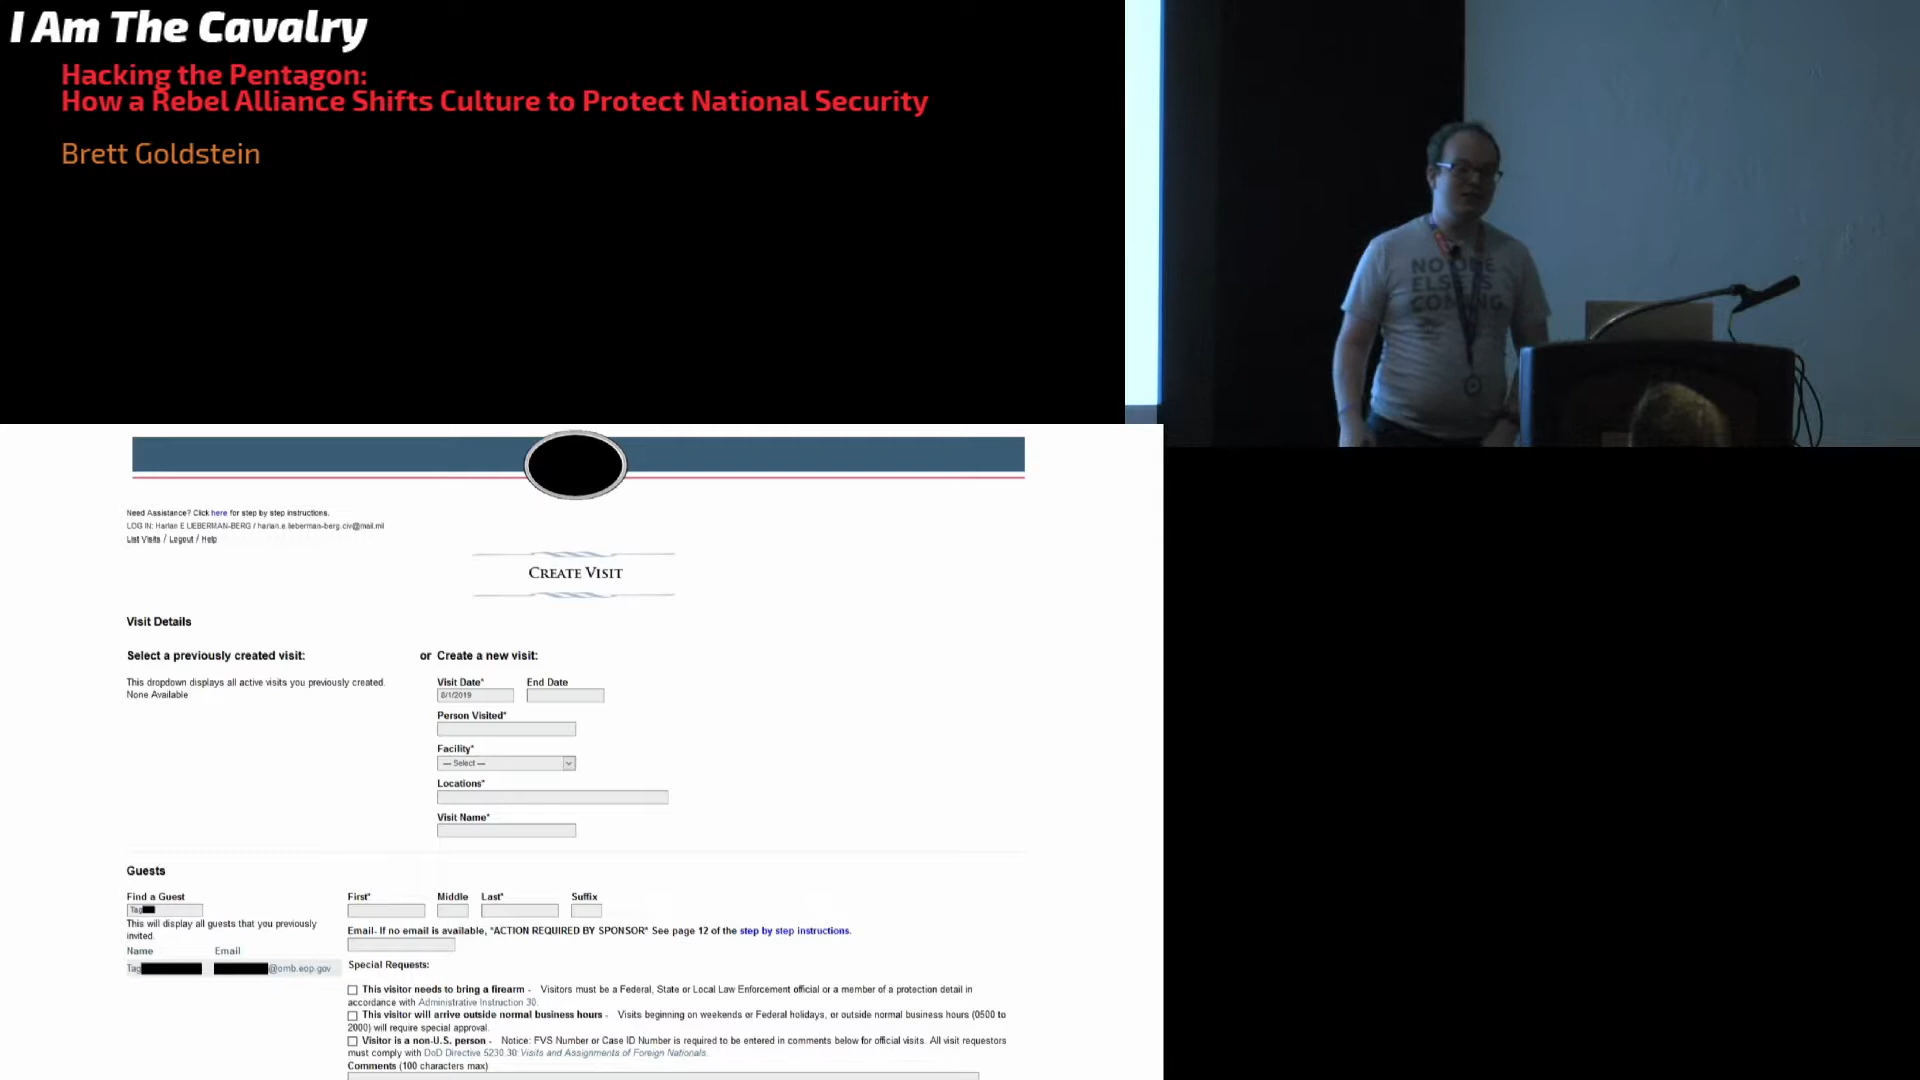 I Am The Cavalry
Hacking the Pentagon:
How a Rebel Alliance Shifts Culture to Protect National Security
Brett Goldstein
NO ONE
ELSE IS
COMING
Need Assistance? Click here for step by step instructions.
LOG IN: Harlan E LIEBERMAN-BERG / harlan.e.lieberman-berg.civ@mail.mil
List Visits / Logout / Help
CREATE VISIT
Visit Details
Select a previously created visit:
or Create a new visit:
This dropdown displays all active visits you previously created.
None Available
Visit Date* End Date
8/1/2019
Person Visited*
Facility*
— Select —
Locations*
Visit Name*
Guests
Find a Guest
Tag
This will display all guests that you previously
invited.
Name Email
Tag @omb.eop.gov
First* Middle Last* Suffix
Email- If no email is available, *ACTION REQUIRED BY SPONSOR* See page 12 of the step by step instructions.
Special Requests:
This visitor needs to bring a firearm - Visitors must be a Federal, State or Local Law Enforcement official or a member of a protection detail in
accordance with Administrative Instruction 30.
This visitor will arrive outside normal business hours - Visits beginning on weekends or Federal holidays, or outside normal business hours (0500 to
2000) will require special approval.
Visitor is a non-U.S. person - Notice: FVS Number or Case ID Number is required to be entered in comments below for official visits. All visit requestors
must comply with DoD Directive 5230.30: Visits and Assignments of Foreign Nationals.
Comments (100 characters max)